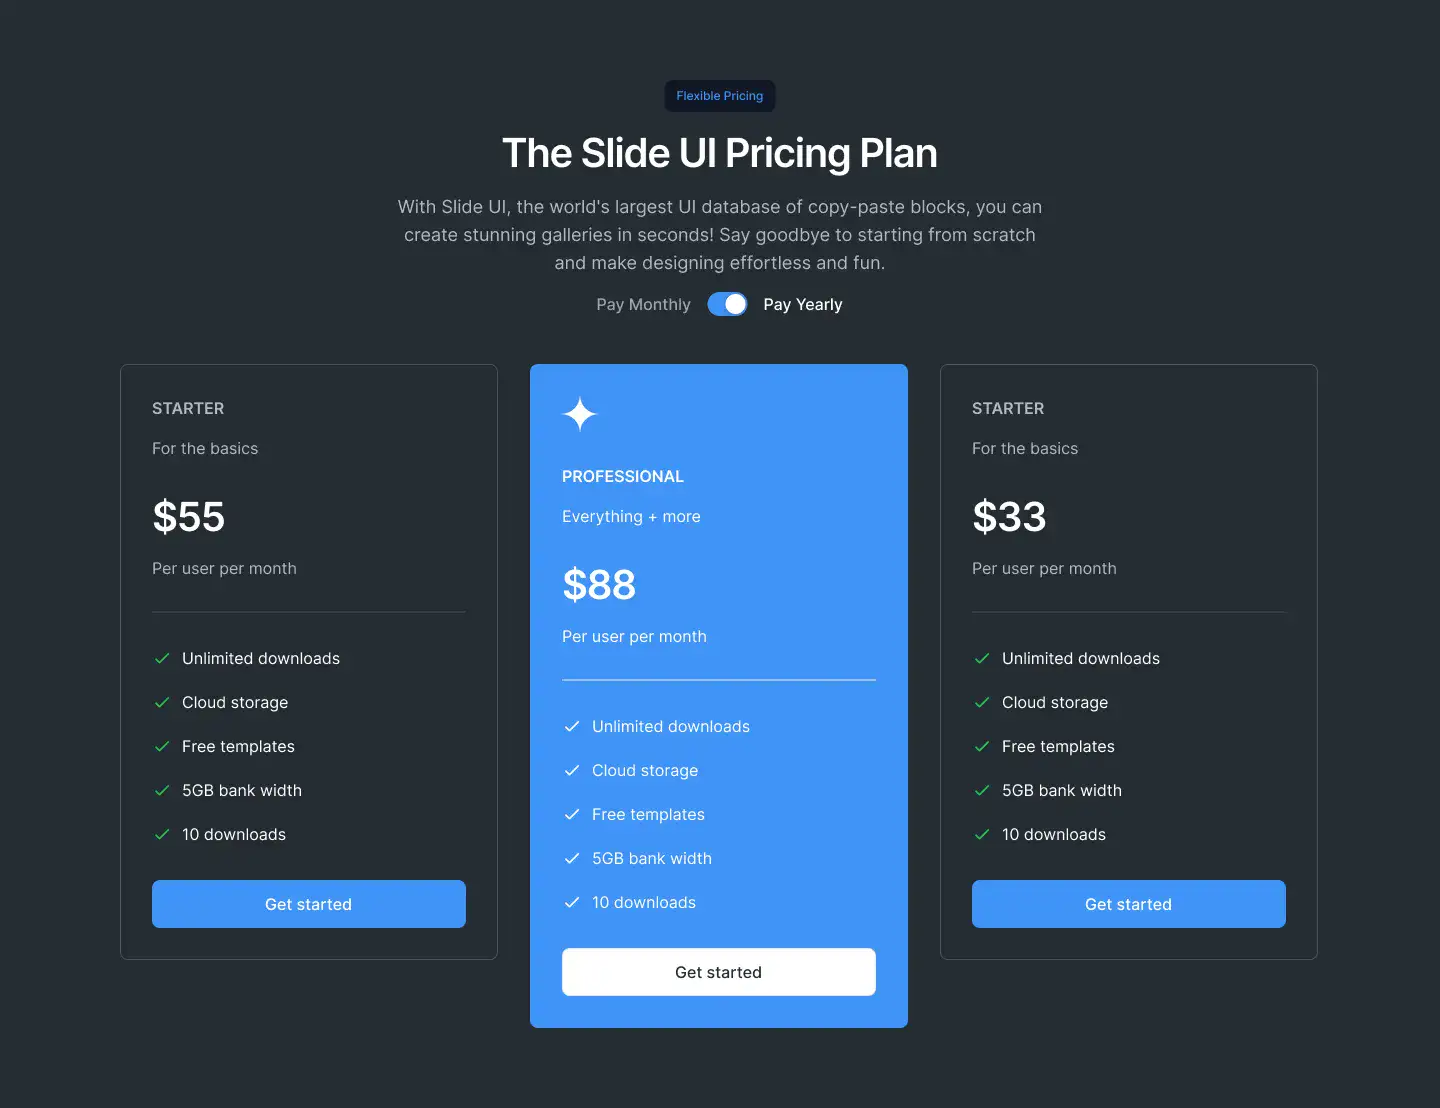 Flexible Pricing
The Slide UI Pricing Plan
With Slide UI, the world's largest UI database of copy-paste blocks, you can
create stunning galleries in seconds! Say goodbye to starting from scratch
and make designing effortless and fun.
Pay Monthly
Pay Yearly
STARTER
For the basics
$55
Per user per month
Unlimited downloads
Cloud storage
Free templates
5GB bank width
10 downloads
Get started
PROFESSIONAL
Everything + more
$88
Per user per month
Unlimited downloads
Cloud storage
Free templates
5GB bank width
10 downloads
Get started
STARTER
For the basics
$33
Per user per month
Unlimited downloads
Cloud storage
Free templates
5GB bank width
10 downloads
Get started